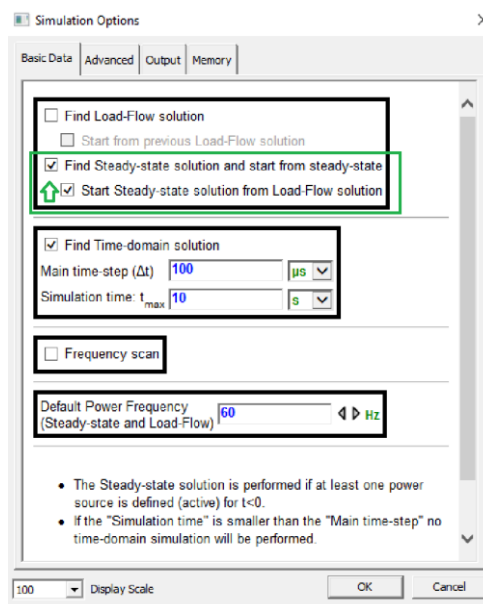 Simulation Options
Basic Data Advanced Output Memory
Find Load-Flow solution
Start from previous Load-Flow solution
Find Steady-state solution and start from steady-state
Start Steady-state solution from Load-Flow solution
Find Time-domain solution
Main time-step (Δt) 100 µs
Simulation time: tmax 10 s
Frequency scan
Default Power Frequency
(Steady-state and Load-Flow) 60 Hz
• The Steady-state solution is performed if at least one power
source is defined (active) for t<0.
• If the "Simulation time" is smaller than the "Main time-step" no
time-domain simulation will be performed.
100 Display Scale OK Cancel